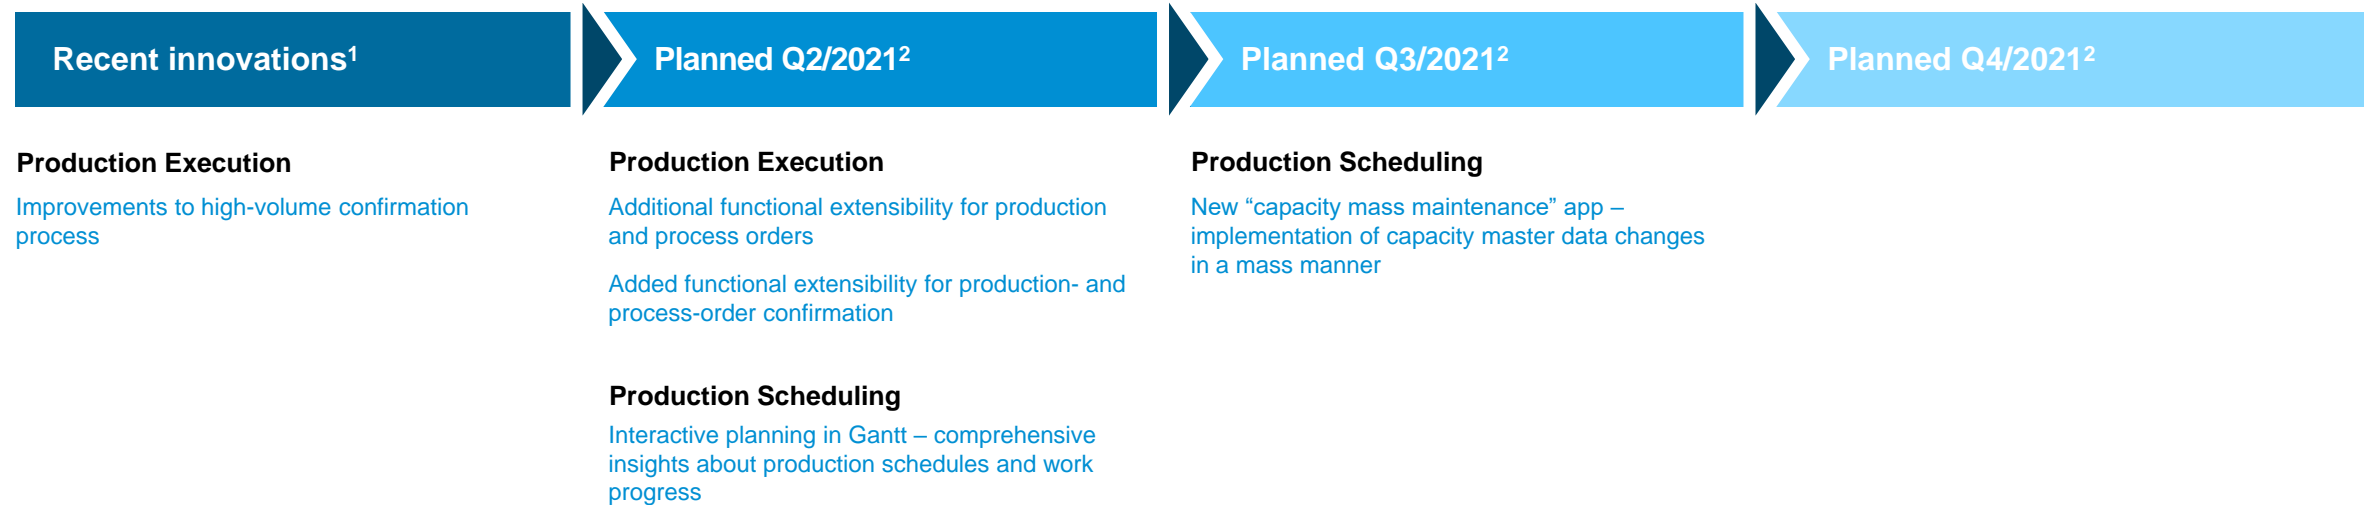 Recent innovations¹
Planned Q2/2021²
Planned Q3/2021²
Planned Q4/2021²
Production Execution
Improvements to high-volume confirmation
process
Production Execution
Additional functional extensibility for production
and process orders
Added functional extensibility for production- and
process-order confirmation
Production Scheduling
Interactive planning in Gantt – comprehensive
insights about production schedules and work
progress
Production Scheduling
New “capacity mass maintenance” app –
implementation of capacity master data changes
in a mass manner